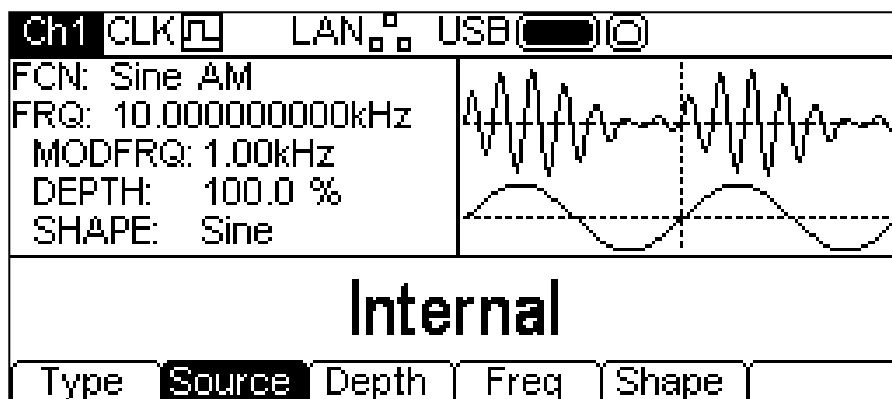 Ch1 CLK LAN USB
FCN: Sine AM
FRQ: 10.000000000kHz
MODFRQ: 1.00kHz
DEPTH: 100.0 %
SHAPE: Sine
Internal
Type Source Depth Freq Shape